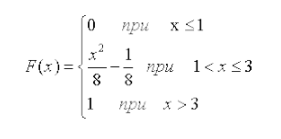 0 при x ≤ 1
F(x) = x²/8 − 1/8 при 1 < x ≤ 3
1 при x > 3